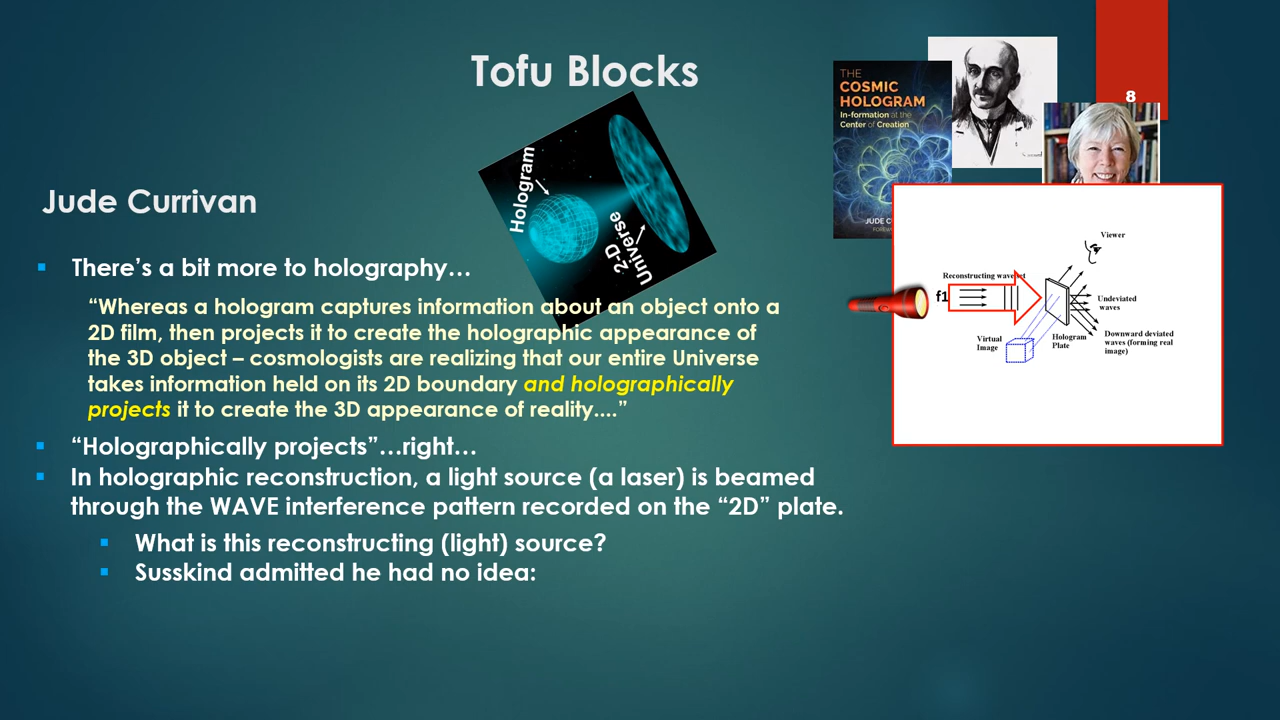 Tofu Blocks
8
THE
COSMIC
HOLOGRAM
In-formation at the
Center of Creation
JUDE
Hologram
2-D
Universe
Jude Currivan
There's a bit more to holography…
“Whereas a hologram captures information about an object onto a
2D film, then projects it to create the holographic appearance of
the 3D object – cosmologists are realizing that our entire Universe
takes information held on its 2D boundary and holographically
projects it to create the 3D appearance of reality....”
“Holographically projects”…right…
In holographic reconstruction, a light source (a laser) is beamed
through the WAVE interference pattern recorded on the “2D” plate.
What is this reconstructing (light) source?
Susskind admitted he had no idea:
Viewer
Reconstructing
f1
Undeviated
waves
Virtual
Image
Hologram
Plate
Downward deviated
waves (forming real
image)